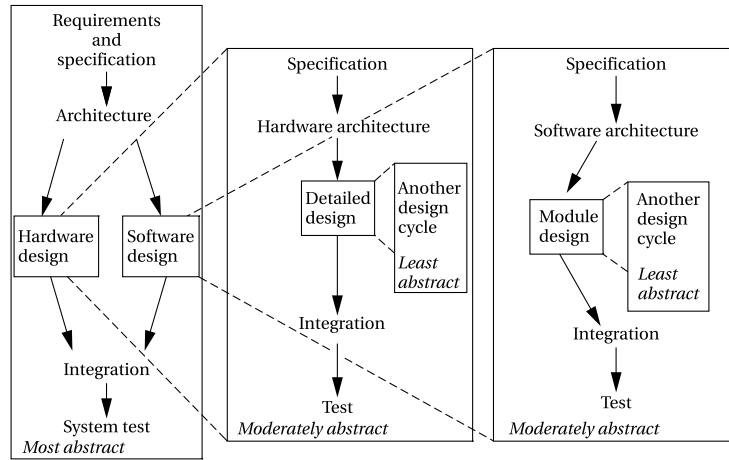 Requirements
and
specification
Architecture
Hardware
design
Software
design
Integration
System test
Most abstract
Specification
Hardware architecture
Detailed
design
Another
design
cycle
Least
abstract
Integration
Test
Moderately abstract
Specification
Software architecture
Module
design
Another
design
cycle
Least
abstract
Integration
Test
Moderately abstract